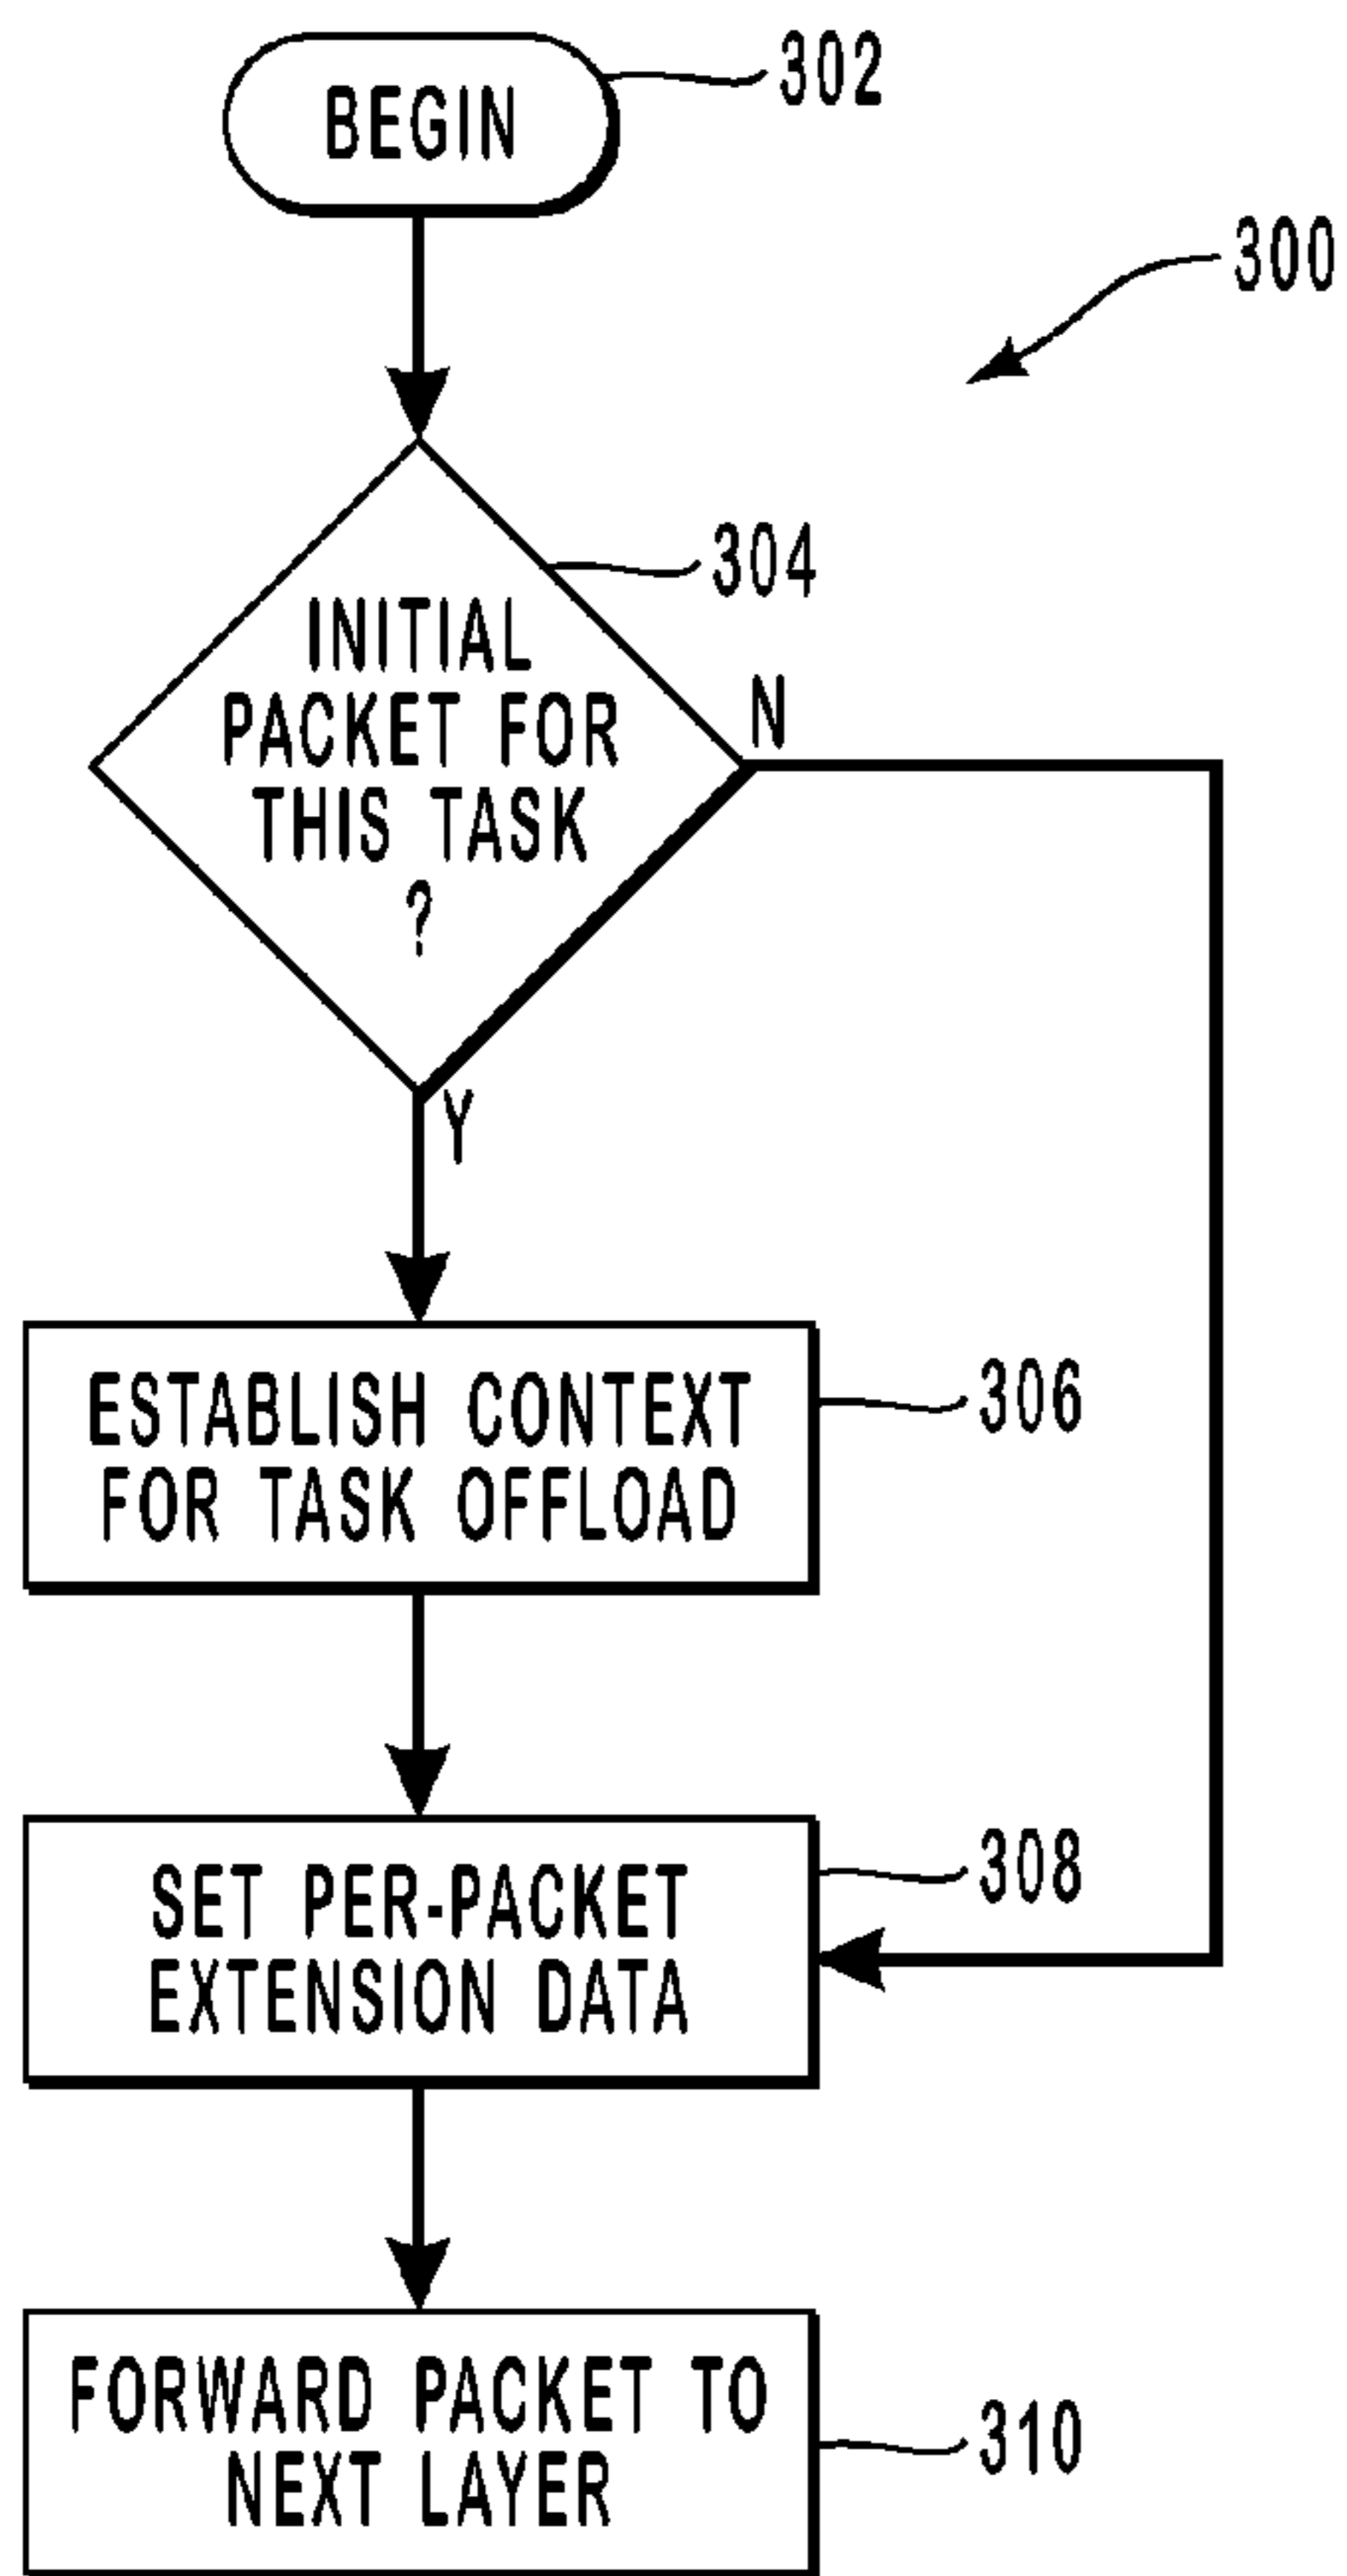 BEGIN
302
300
304
INITIAL
PACKET FOR
THIS TASK
?
N
Y
ESTABLISH CONTEXT
FOR TASK OFFLOAD
306
SET PER-PACKET
EXTENSION DATA
308
FORWARD PACKET TO
NEXT LAYER
310